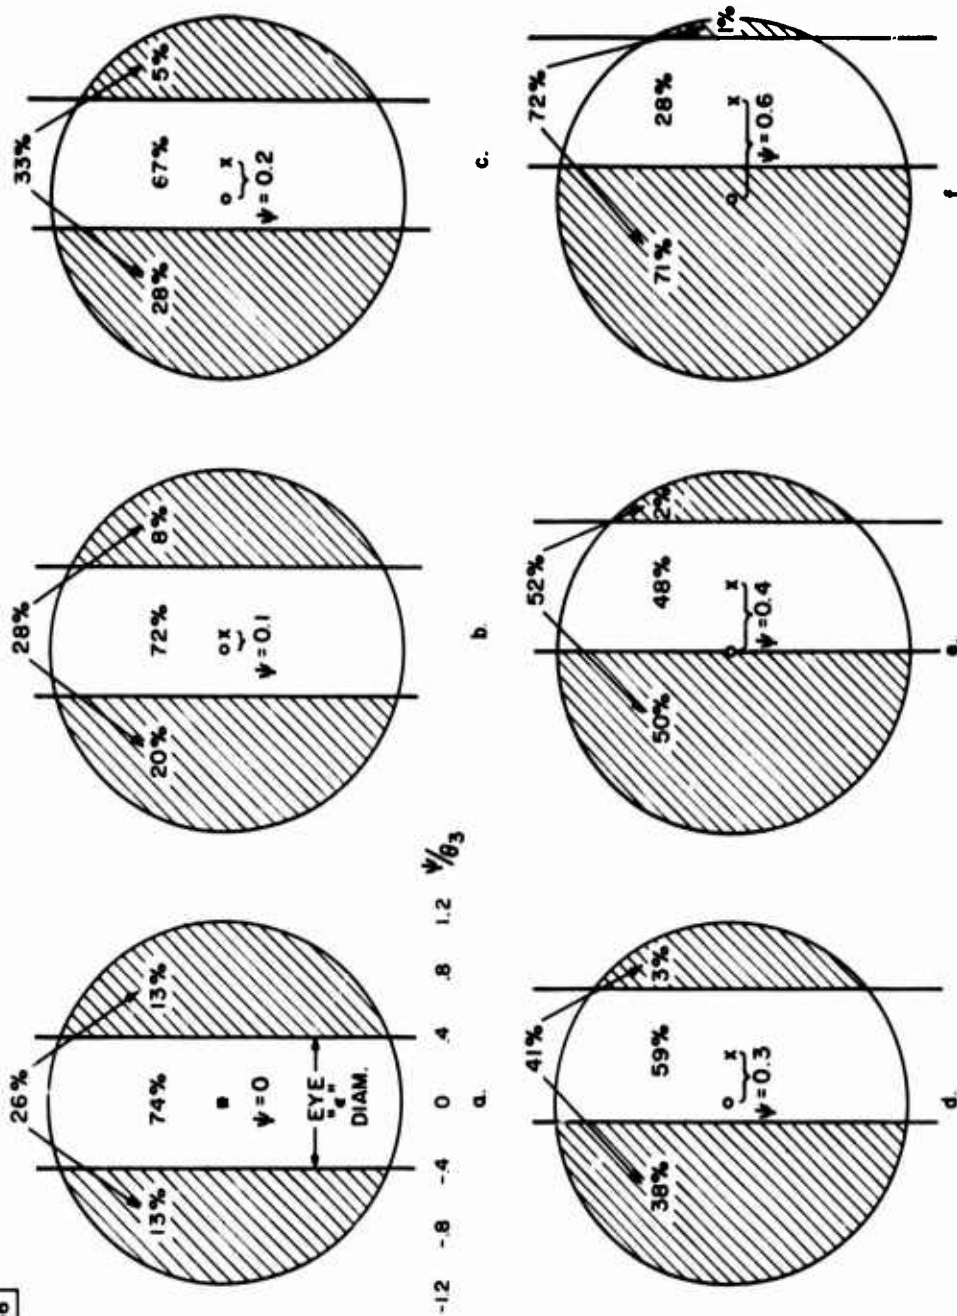 26%
13%
74%
13%
ψ = 0
EYE
"d"
DIAM.
-1.2 -.8 -.4 0 .4 .8 1.2 ψ/θ3
a.
28%
20%
72%
8%
o x
ψ = 0.1
b.
33%
28%
67%
5%
o x
ψ = 0.2
c.
41%
38%
59%
3%
o x
ψ = 0.3
d.
52%
50%
48%
2%
o x
ψ = 0.4
e.
72%
71%
28%
1%
o x
ψ = 0.6
f